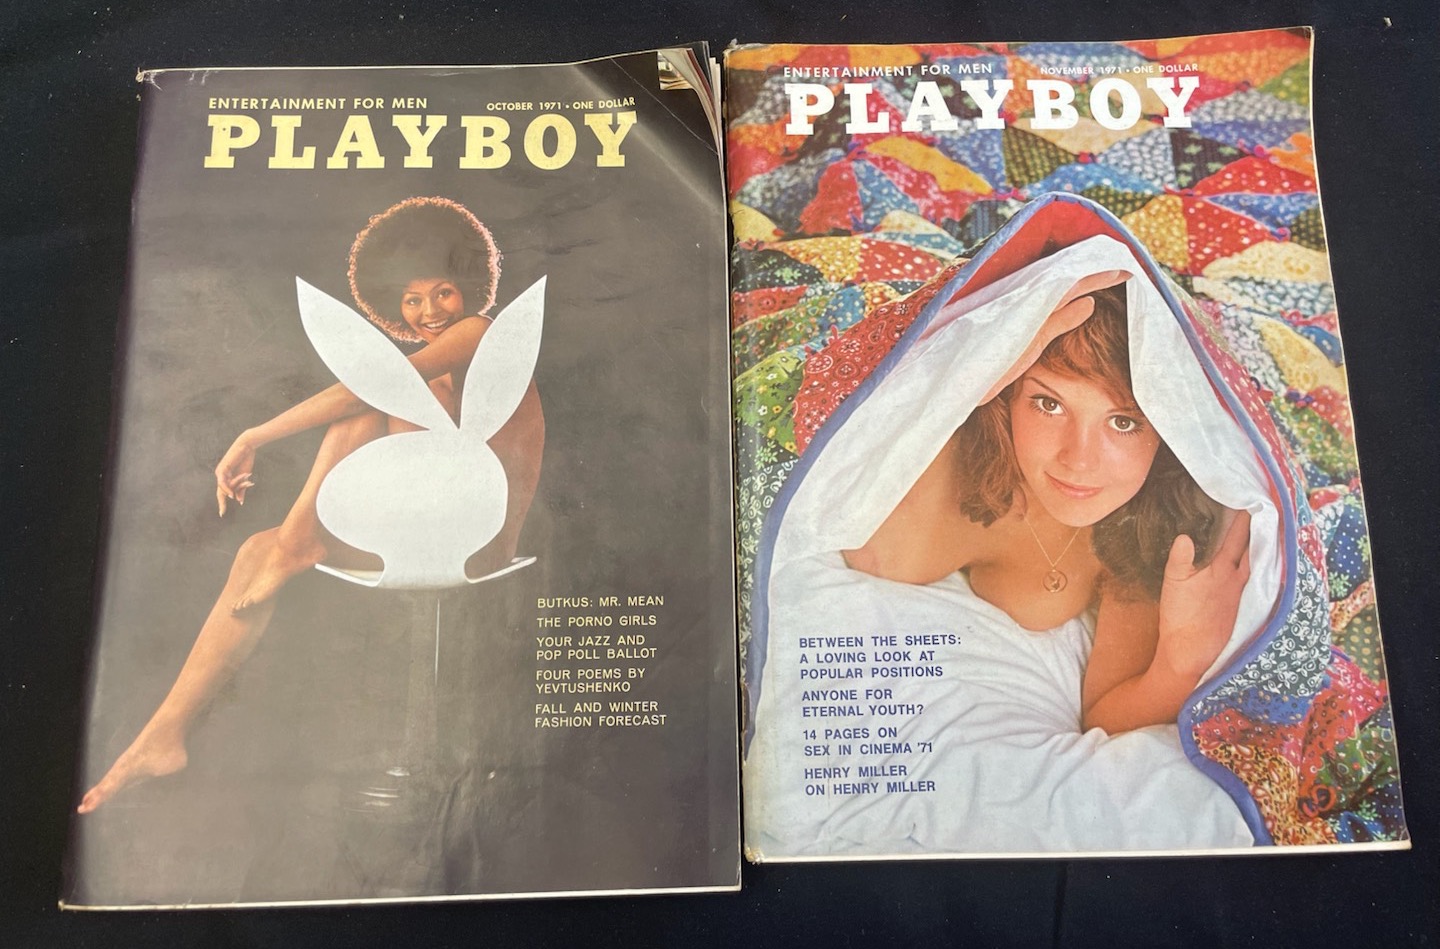 ENTERTAINMENT FOR MEN
OCTOBER 1971 • ONE DOLLAR
PLAYBOY
BUTKUS: MR. MEAN
THE PORNO GIRLS
YOUR JAZZ AND
POP POLL BALLOT
FOUR POEMS BY
YEVTUSHENKO
FALL AND WINTER
FASHION FORECAST
ENTERTAINMENT FOR MEN
NOVEMBER 1971 • ONE DOLLAR
PLAYBOY
BETWEEN THE SHEETS:
A LOVING LOOK AT
POPULAR POSITIONS
ANYONE FOR
ETERNAL YOUTH?
14 PAGES ON
SEX IN CINEMA '71
HENRY MILLER
ON HENRY MILLER